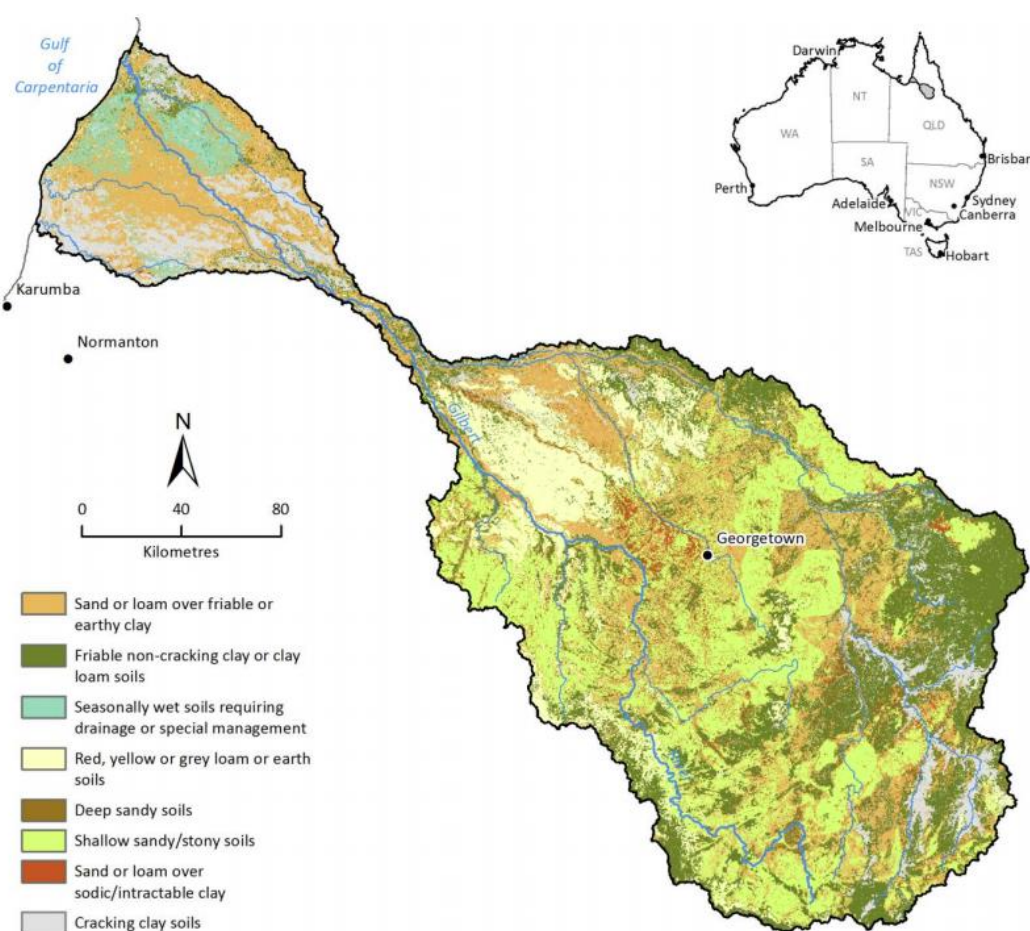 Gulf
of
Carpentaria
Karumba
Normanton
N
0 40 80
Kilometres
Gilbert
River
Georgetown
Darwin
NT
WA
QLD
SA
Brisban
NSW
Perth
Adelaide
Sydney
VIC
Canberra
Melbourne
TAS
Hobart
Sand or loam over friable or
earthy clay
Friable non-cracking clay or clay
loam soils
Seasonally wet soils requiring
drainage or special management
Red, yellow or grey loam or earth
soils
Deep sandy soils
Shallow sandy/stony soils
Sand or loam over
sodic/intractable clay
Cracking clay soils